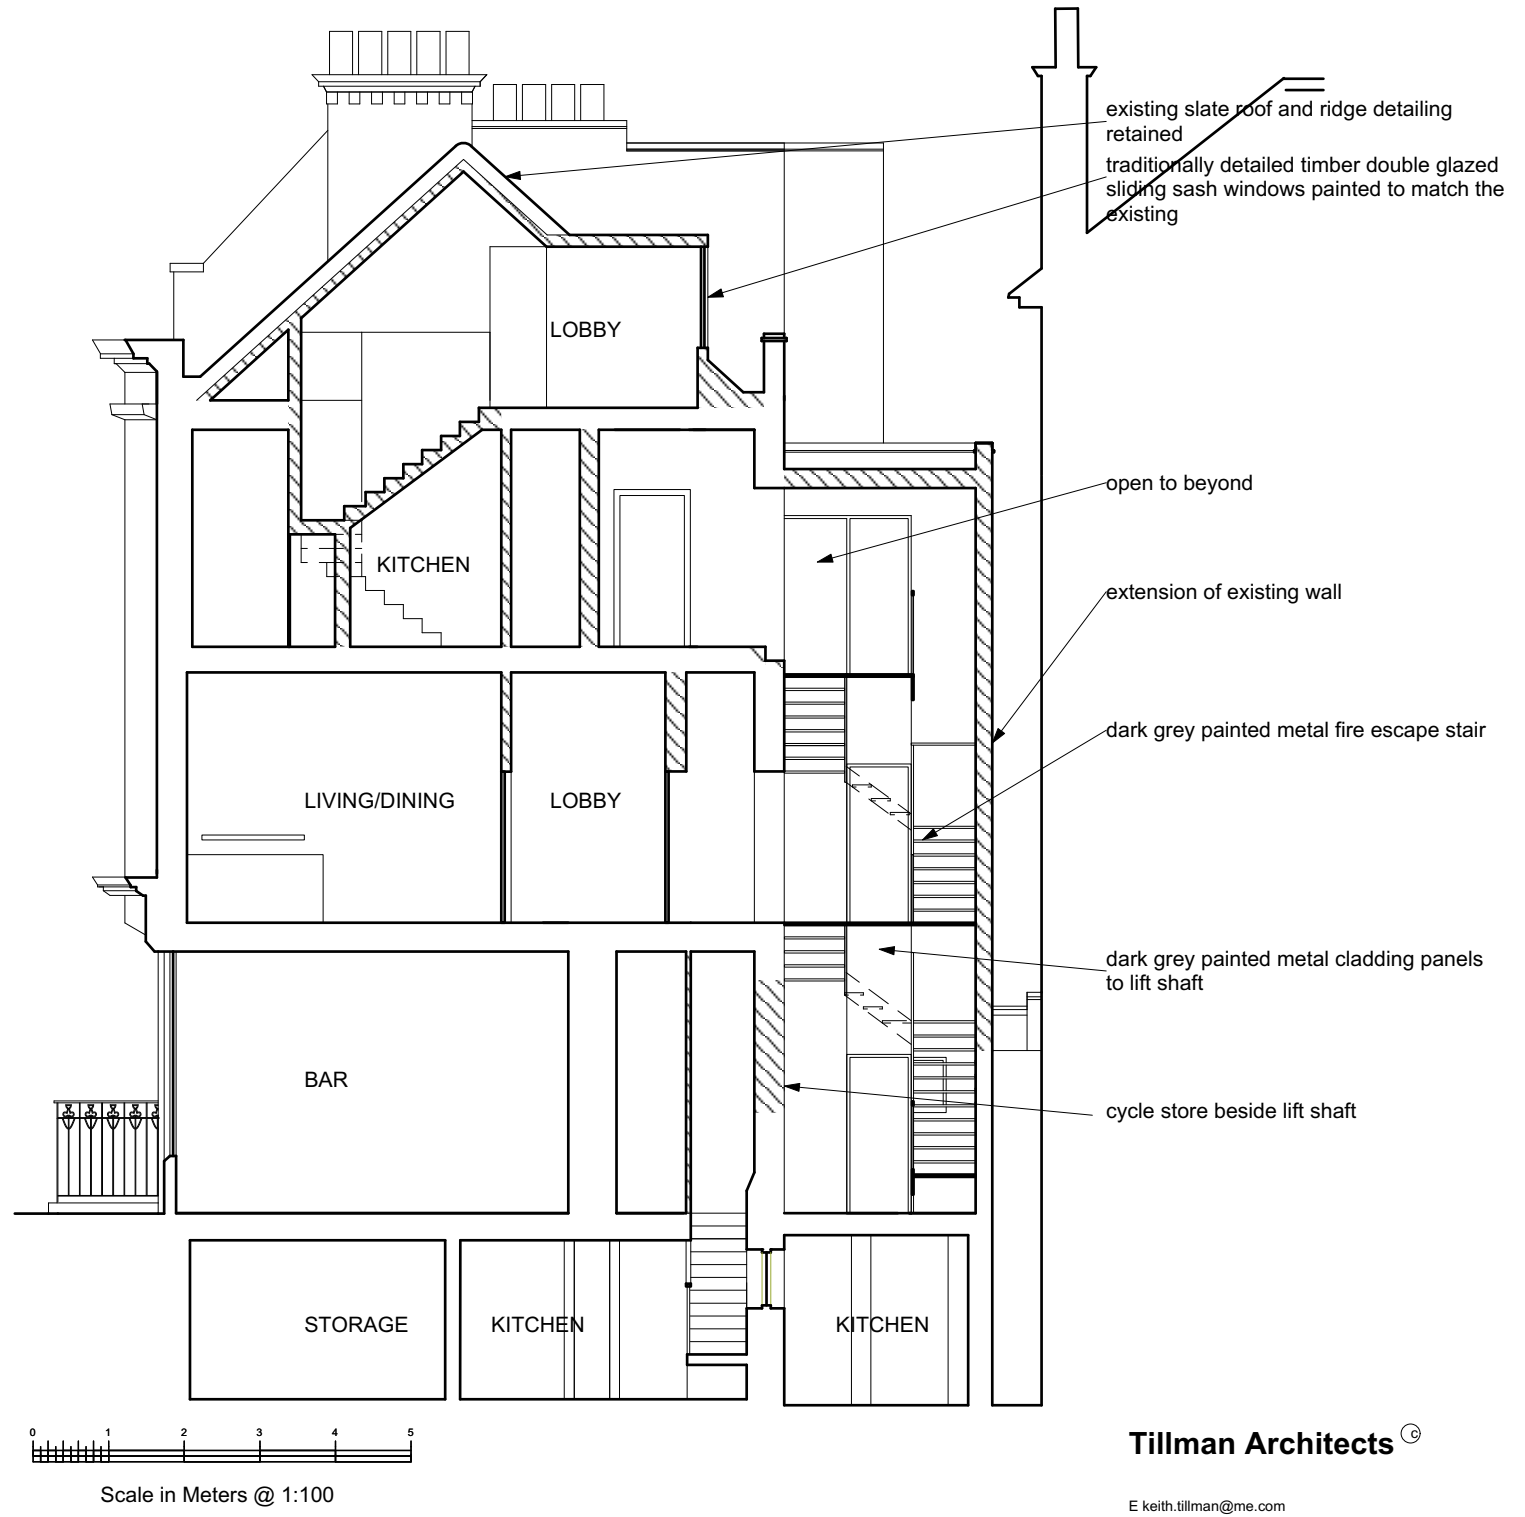 existing slate roof and ridge detailing
retained
traditionally detailed timber double glazed
sliding sash windows painted to match the
existing
LOBBY
open to beyond
KITCHEN
extension of existing wall
dark grey painted metal fire escape stair
LIVING/DINING
LOBBY
dark grey painted metal cladding panels
to lift shaft
BAR
cycle store beside lift shaft
STORAGE
KITCHEN
KITCHEN
0 1 2 3 4 5
Scale in Meters @ 1:100
Tillman Architects ©
E keith.tillman@me.com